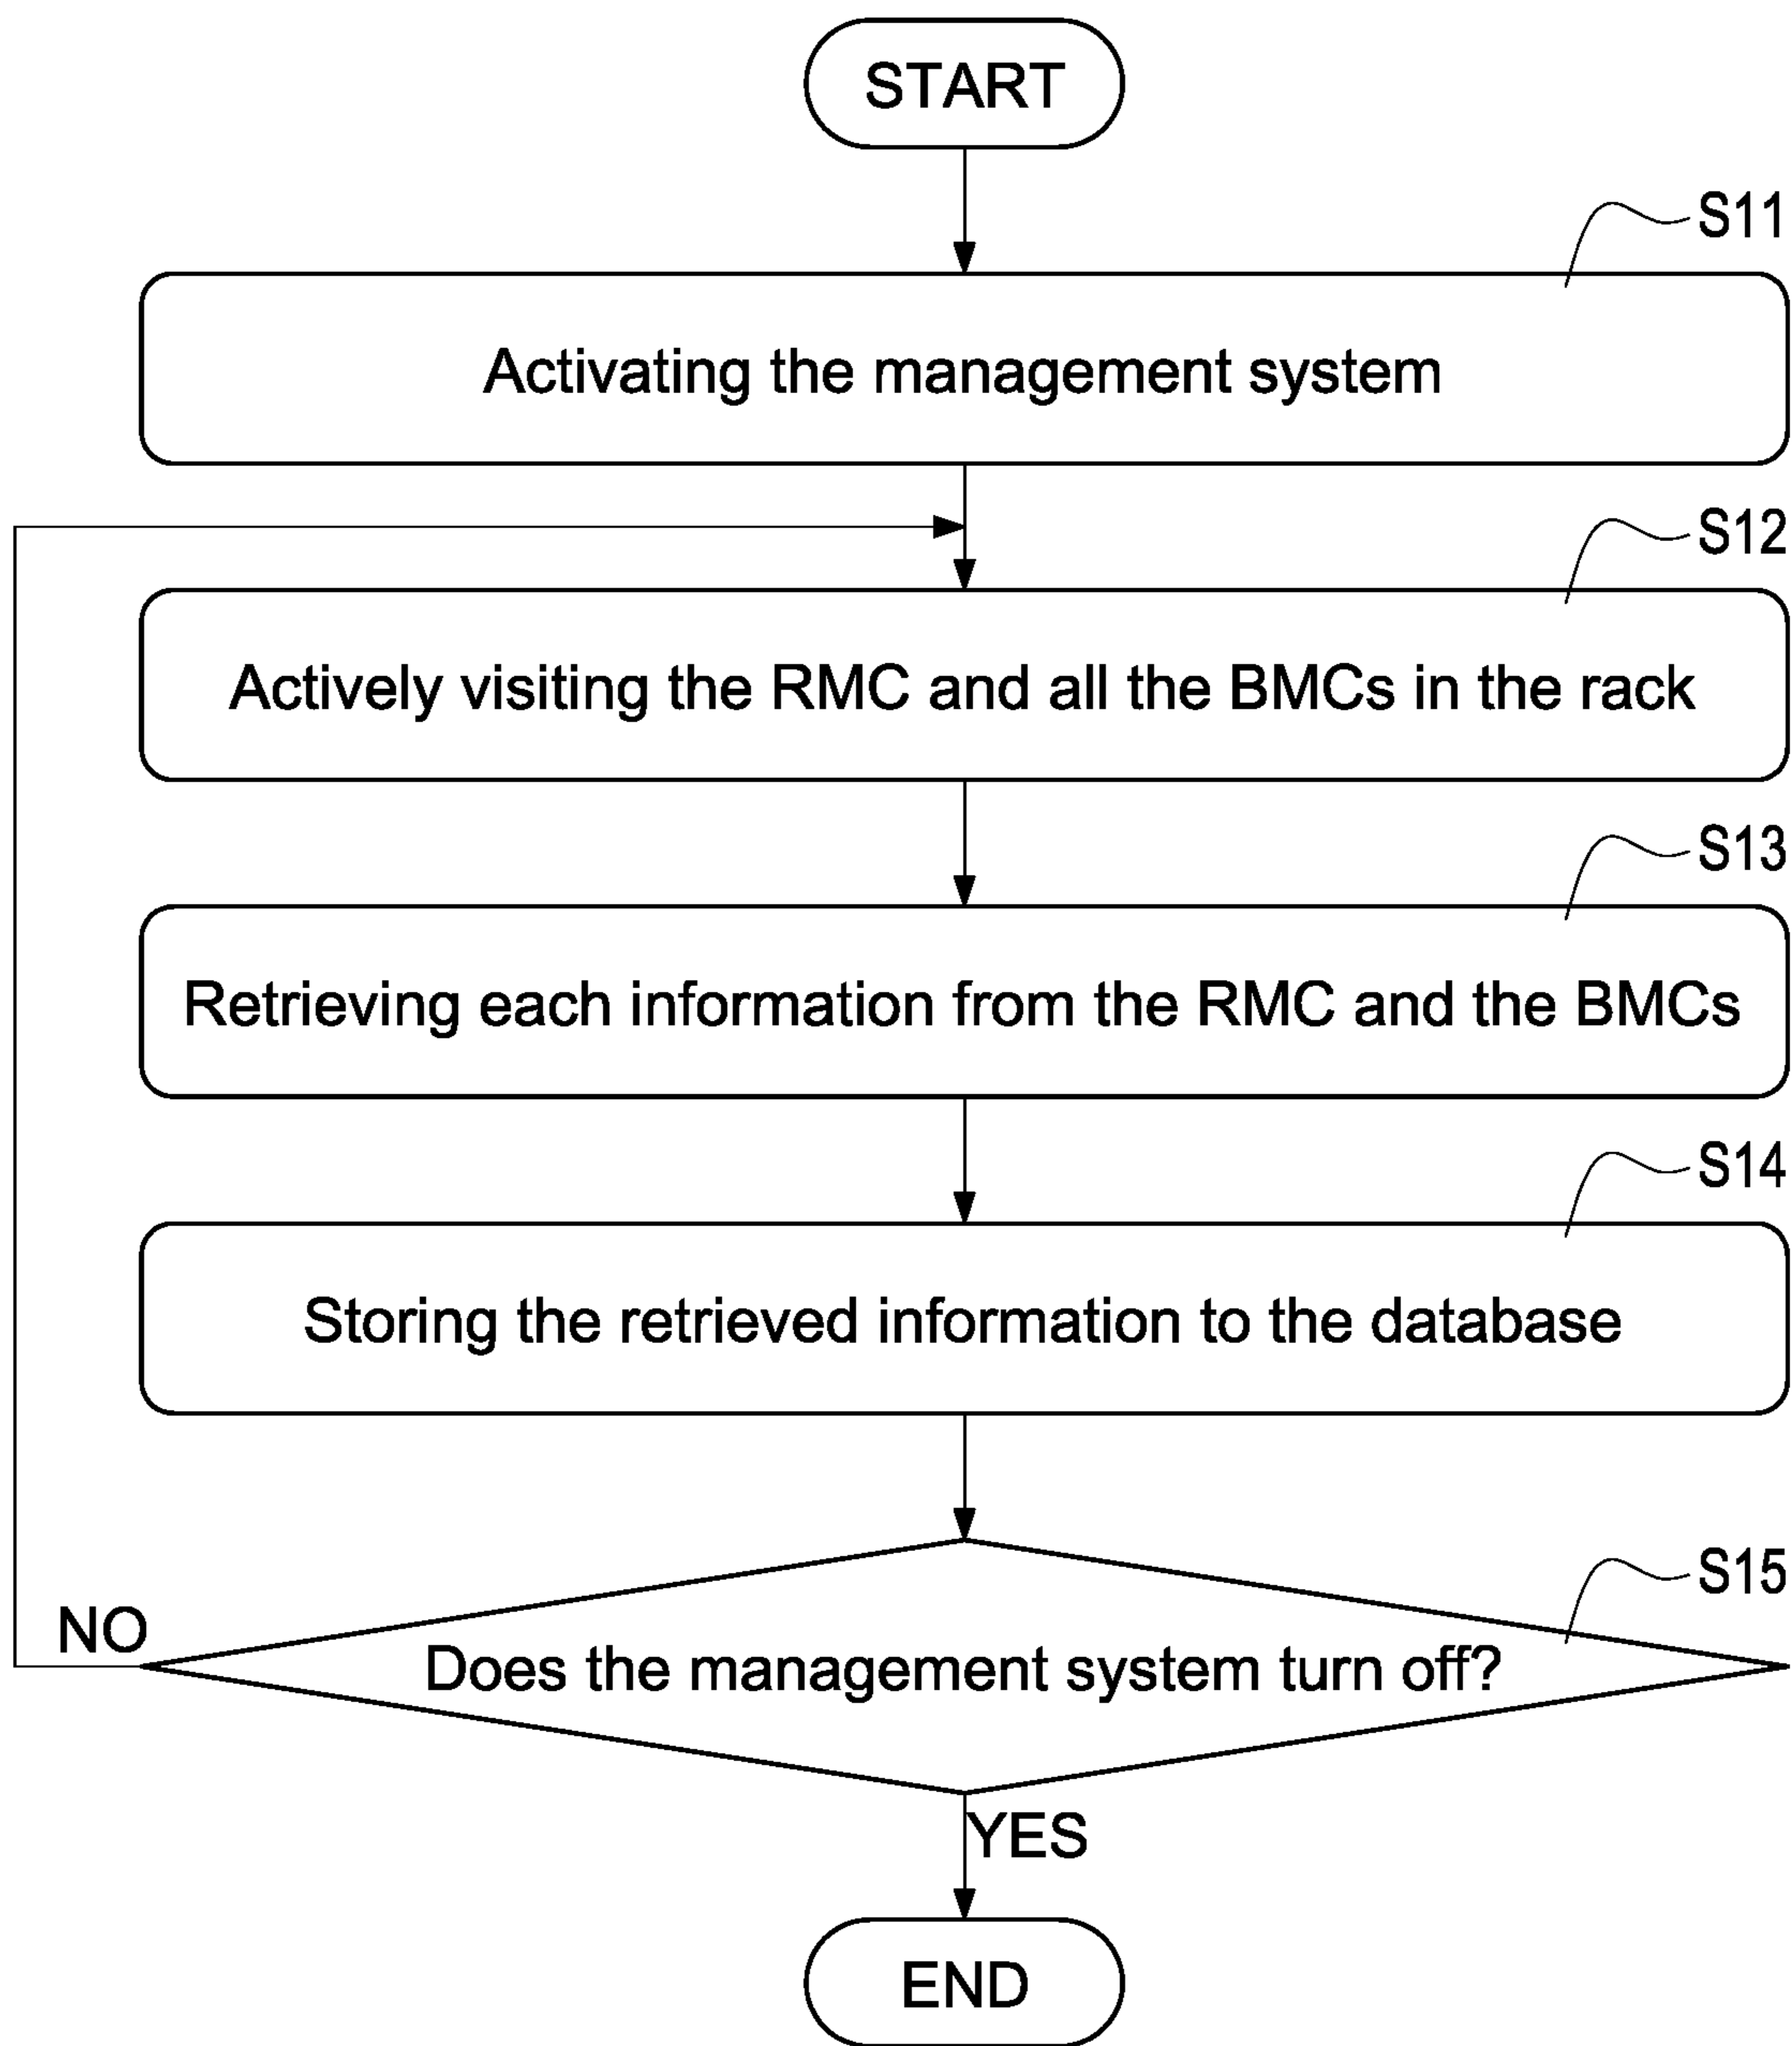 START
S11
Activating the management system
S12
Actively visiting the RMC and all the BMCs in the rack
S13
Retrieving each information from the RMC and the BMCs
S14
Storing the retrieved information to the database
S15
NO
Does the management system turn off?
YES
END